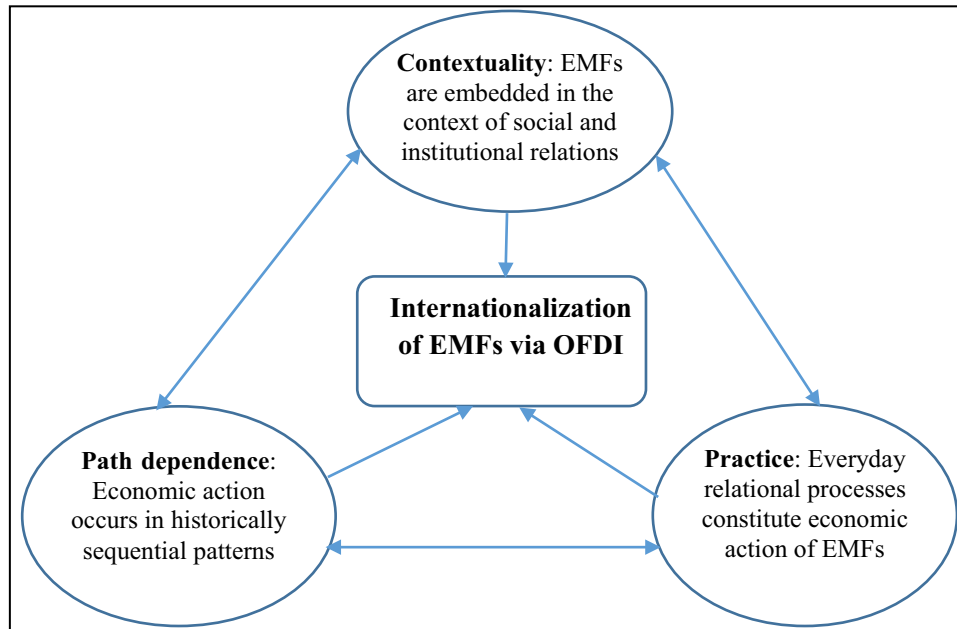 Contextuality: EMFs
are embedded in the
context of social and
institutional relations
Internationalization
of EMFs via OFDI
Path dependence:
Economic action
occurs in historically
sequential patterns
Practice: Everyday
relational processes
constitute economic
action of EMFs